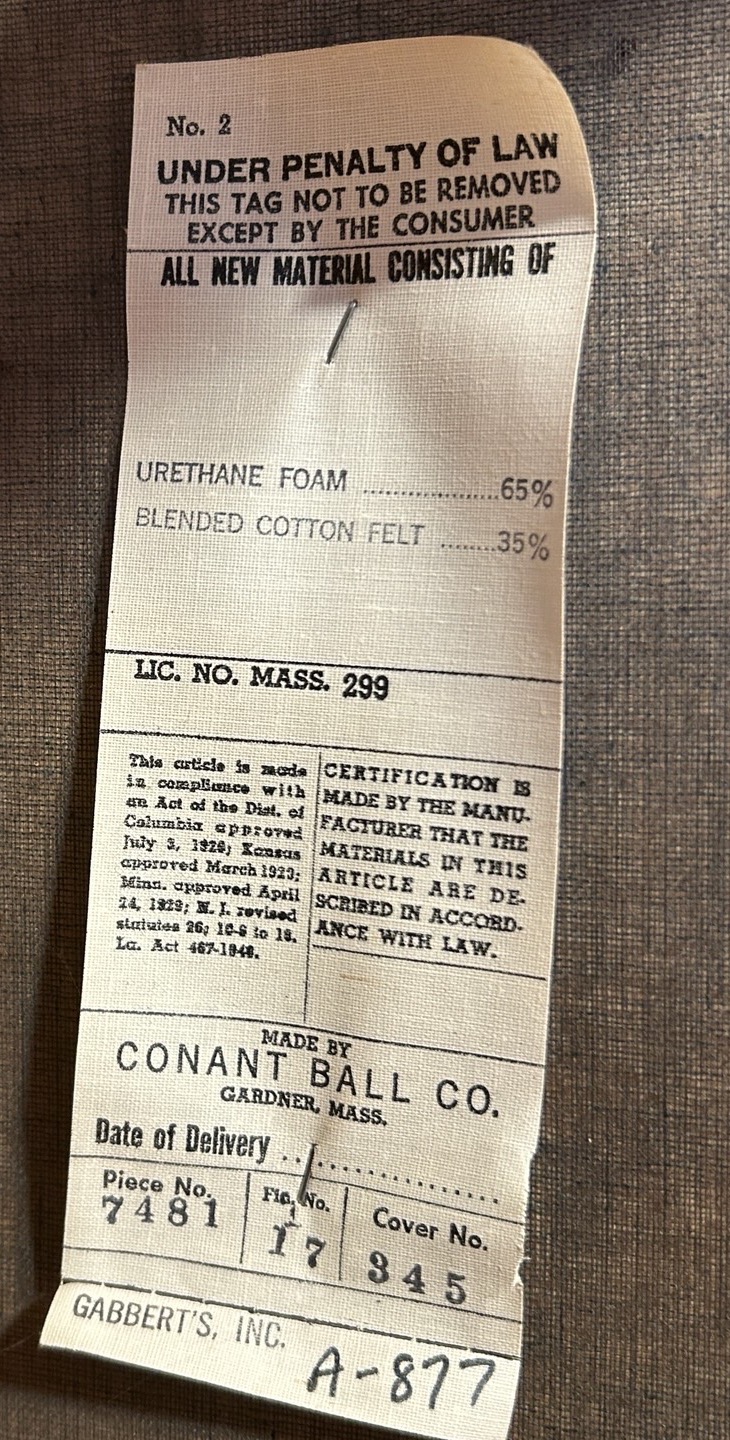 No. 2
UNDER PENALTY OF LAW
THIS TAG NOT TO BE REMOVED
EXCEPT BY THE CONSUMER
ALL NEW MATERIAL CONSISTING OF
URETHANE FOAM ...................65%
BLENDED COTTON FELT ........35%
LIC. NO. MASS. 299
This article is made
in compliance with
an Act of the Dist. of
Columbia approved
July 3, 1926; Kansas
approved March 1923;
Minn. approved April
24, 1929; N. J. revised
statutes 26; 10-6 to 18.
La. Act 467-1948.
CERTIFICATION IS
MADE BY THE MANU-
FACTURER THAT THE
MATERIALS IN THIS
ARTICLE ARE DE-
SCRIBED IN ACCORD-
ANCE WITH LAW.
MADE BY
CONANT BALL CO.
GARDNER, MASS.
Date of Delivery ..................
Piece No. Fin. No. Cover No.
7481 17 345
GABBERT'S, INC.
A-877